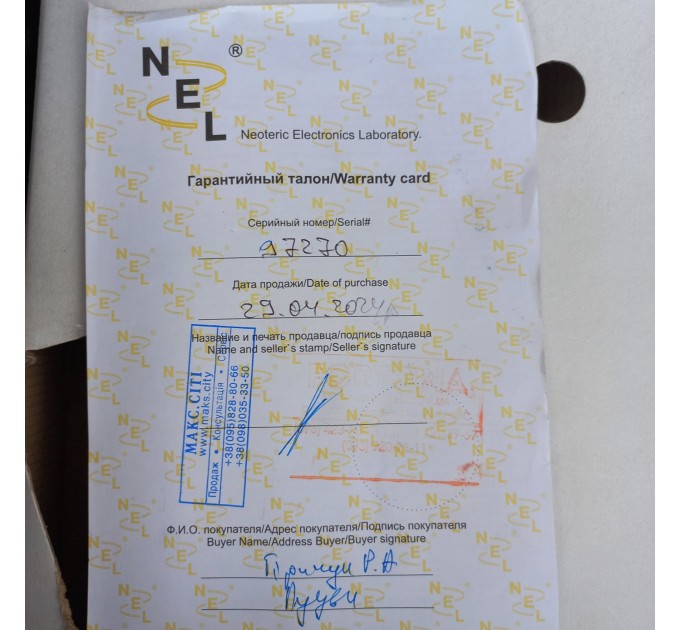 NEL®
Neoteric Electronics Laboratory.
Гарантийный талон/Warranty card
Серийный номер/Serial#
97270
Дата продажи/Date of purchase
29.04.2024
Название и печать продавца/подпись продавца
Name and seller`s stamp/Seller`s signature
МАКС.CITI
www.maks.city
Продаж • Консультація •
+38(095)828-80-66
+38(098)035-33-50
Ф.И.О. покупателя/Адрес покупателя/Подпись покупателя
Buyer Name/Address Buyer/Buyer signature
Р.А